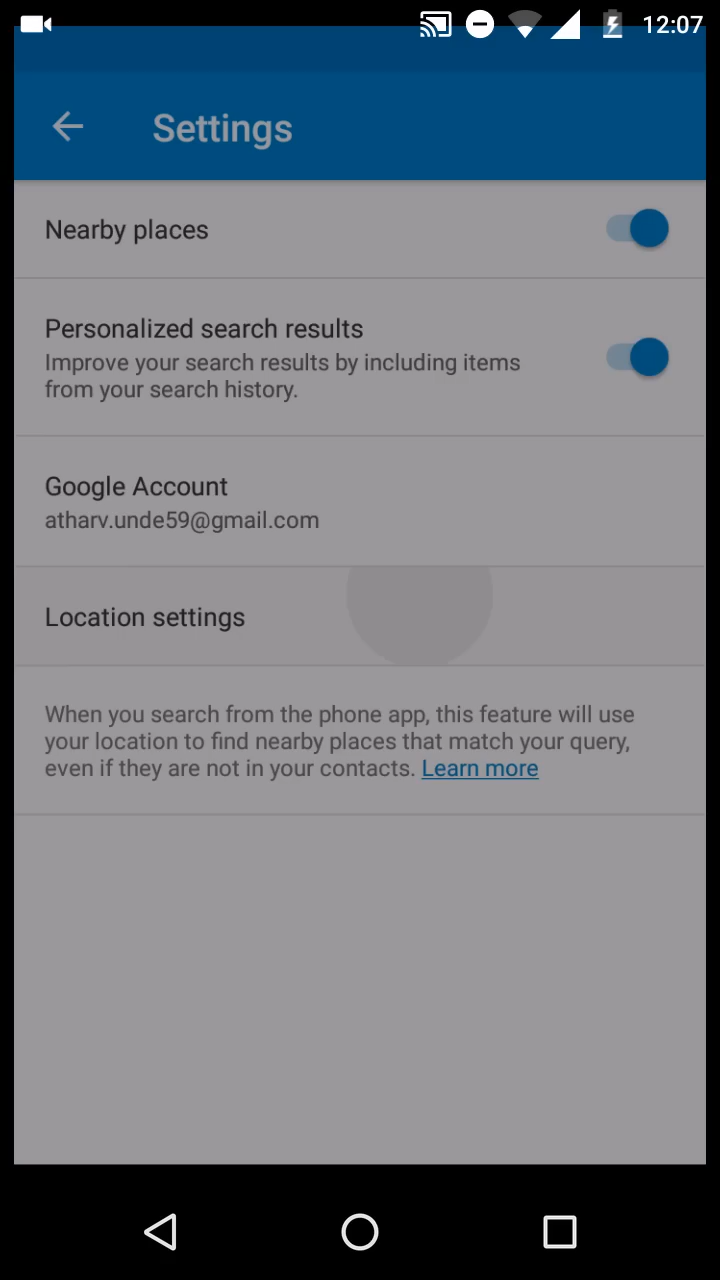 12:07
Settings
Nearby places
Personalized search results
Improve your search results by including items
from your search history.
Google Account
atharv.unde59@gmail.com
Location settings
When you search from the phone app, this feature will use
your location to find nearby places that match your query,
even if they are not in your contacts. Learn more